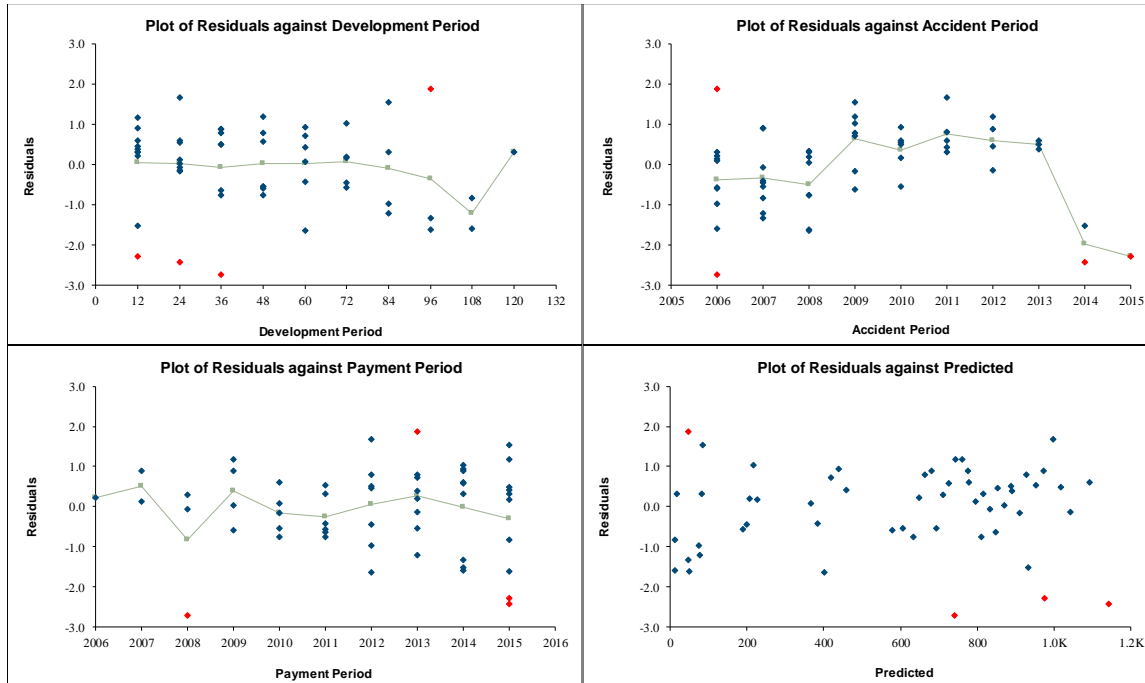 Plot of Residuals against Development Period
3.0
2.0
1.0
0.0
-1.0
-2.0
-3.0
Residuals
0 12 24 36 48 60 72 84 96 108 120 132
Development Period
Plot of Residuals against Accident Period
3.0
2.0
1.0
0.0
-1.0
-2.0
-3.0
Residuals
2005 2006 2007 2008 2009 2010 2011 2012 2013 2014 2015
Accident Period
Plot of Residuals against Payment Period
3.0
2.0
1.0
0.0
-1.0
-2.0
-3.0
Residuals
2006 2007 2008 2009 2010 2011 2012 2013 2014 2015 2016
Payment Period
Plot of Residuals against Predicted
3.0
2.0
1.0
0.0
-1.0
-2.0
-3.0
Residuals
0 200 400 600 800 1.0K 1.2K
Predicted